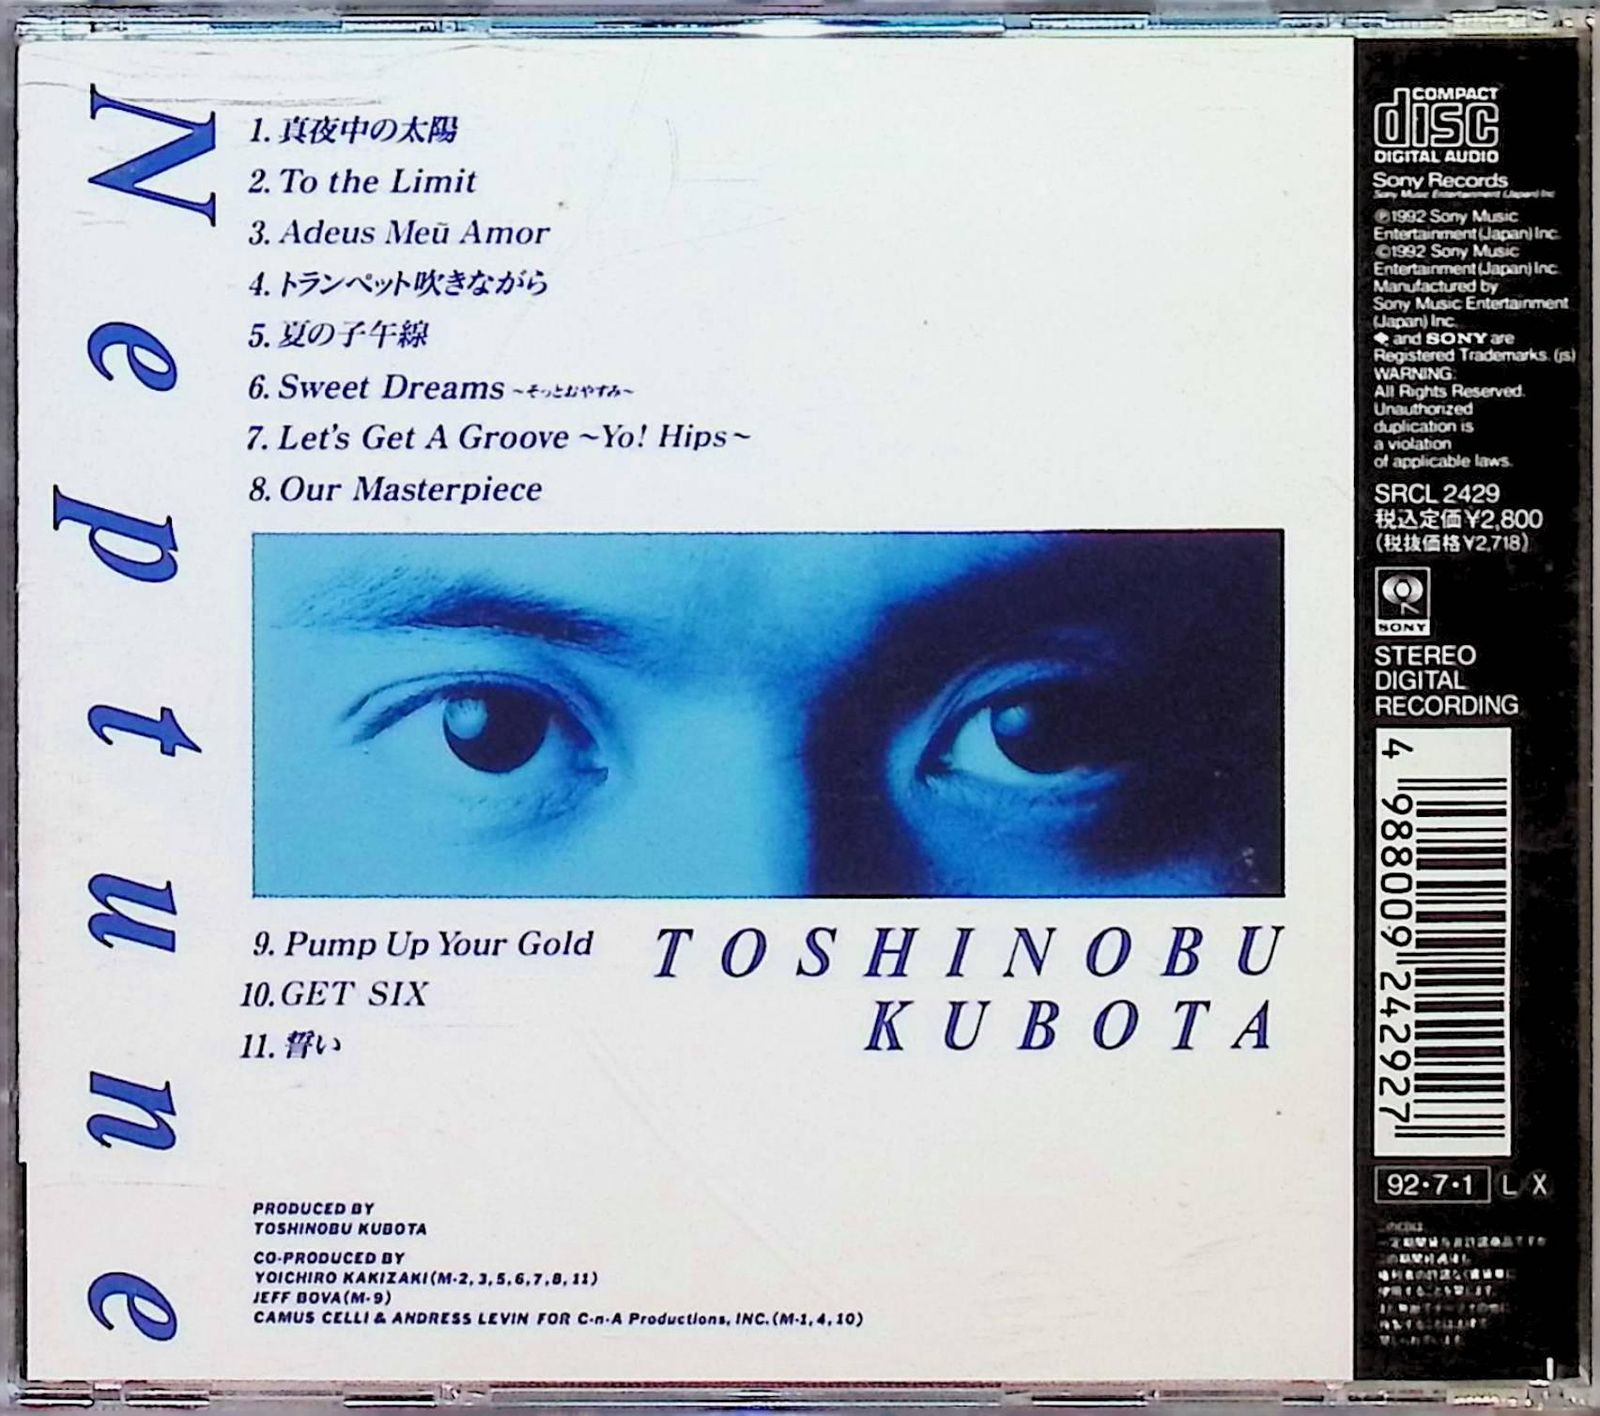 Neptune
1. 真夜中の太陽
2. To the Limit
3. Adeus Meũ Amor
4. トランペット吹きながら
5. 夏の子午線
6. Sweet Dreams ~そっとおやすみ~
7. Let's Get A Groove ~Yo! Hips~
8. Our Masterpiece
9. Pump Up Your Gold
10. GET SIX
11. 誓い
TOSHINOBU
KUBOTA
PRODUCED BY
TOSHINOBU KUBOTA
CO-PRODUCED BY
YOICHIRO KAKIZAKI(M-2,3,5,6,7,8,11)
JEFF BOVA(M-9)
CAMUS CELLI & ANDRESS LEVIN FOR C-n-A Productions, INC.(M-1,4,10)
COMPACT
disc
DIGITAL AUDIO
Sony Records
Sony Music Entertainment (Japan) Inc.
℗1992 Sony Music
Entertainment(Japan)Inc.
©1992 Sony Music
Entertainment(Japan)Inc.
Manufactured by
Sony Music Entertainment
(Japan) Inc.
and SONY are
Registered Trademarks. (js)
WARNING:
All Rights Reserved.
Unauthorized
duplication is
a violation
of applicable laws.
SRCL 2429
税込定価¥2,800
(税抜価格¥2,718)
SONY
STEREO
DIGITAL
RECORDING
4 988009 242927
92・7・1 L X